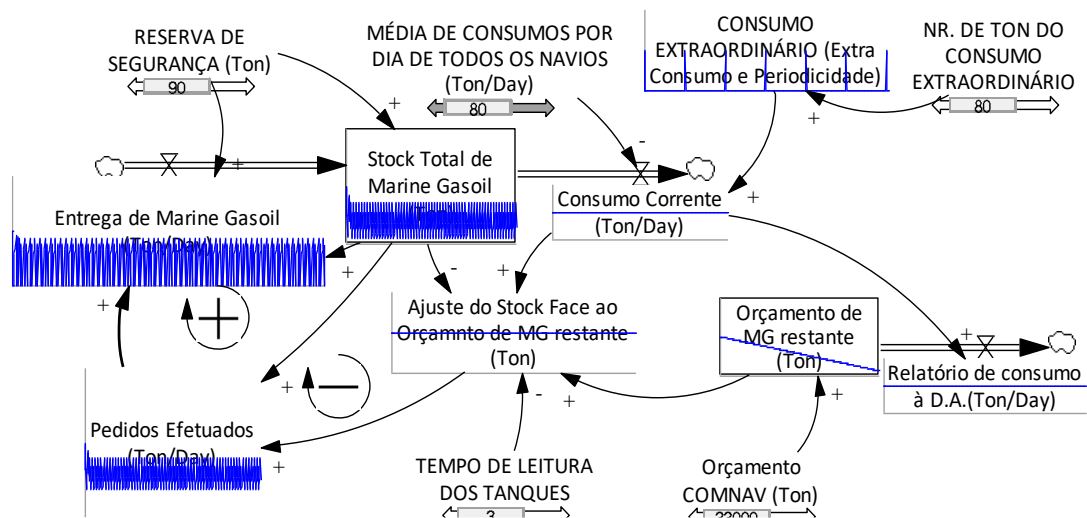 RESERVA DE
SEGURANÇA (Ton)
90
MÉDIA DE CONSUMOS POR
DIA DE TODOS OS NAVIOS
(Ton/Day)
80
CONSUMO
EXTRAORDINÁRIO (Extra
Consumo e Periodicidade)
NR. DE TON DO
CONSUMO
EXTRAORDINÁRIO
80
Stock Total de
Marine Gasoil
(Ton)
Entrega de Marine Gasoil
(Ton/Day)
Consumo Corrente
(Ton/Day)
Ajuste do Stock Face ao
Orçamnto de MG restante
(Ton)
Orçamento de
MG restante
(Ton)
Relatório de consumo
à D.A.(Ton/Day)
Pedidos Efetuados
(Ton/Day)
TEMPO DE LEITURA
DOS TANQUES
3
Orçamento
COMNAV (Ton)